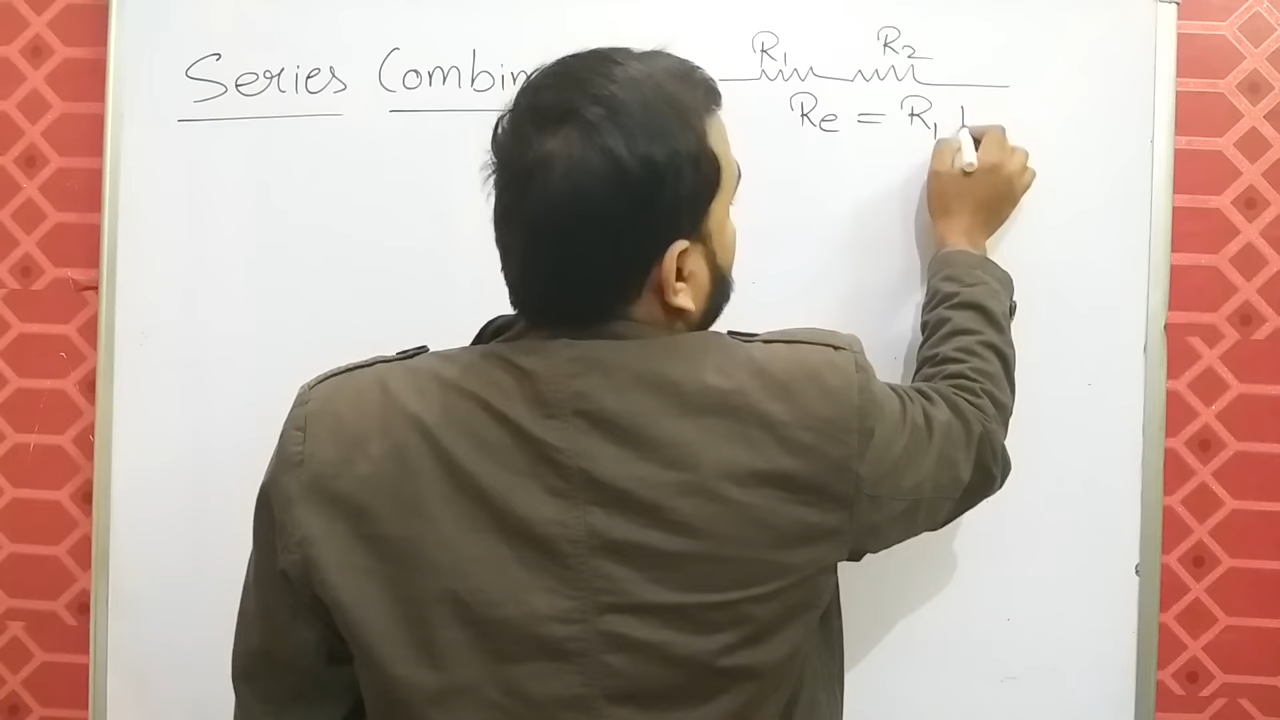 Series Combin
R1 R2
Re = R1